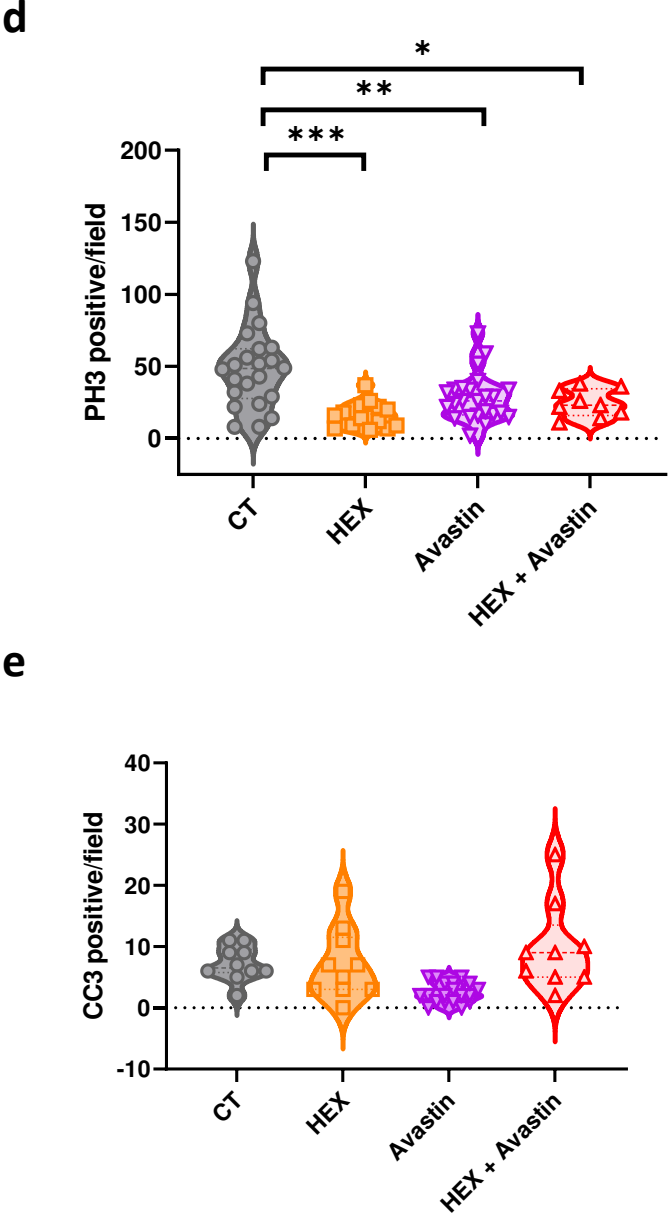 d
*
**
***
200
150
100
50
0
PH3 positive/field
CT
HEX
Avastin
HEX + Avastin
e
40
30
20
10
0
-10
CC3 positive/field
CT
HEX
Avastin
HEX + Avastin